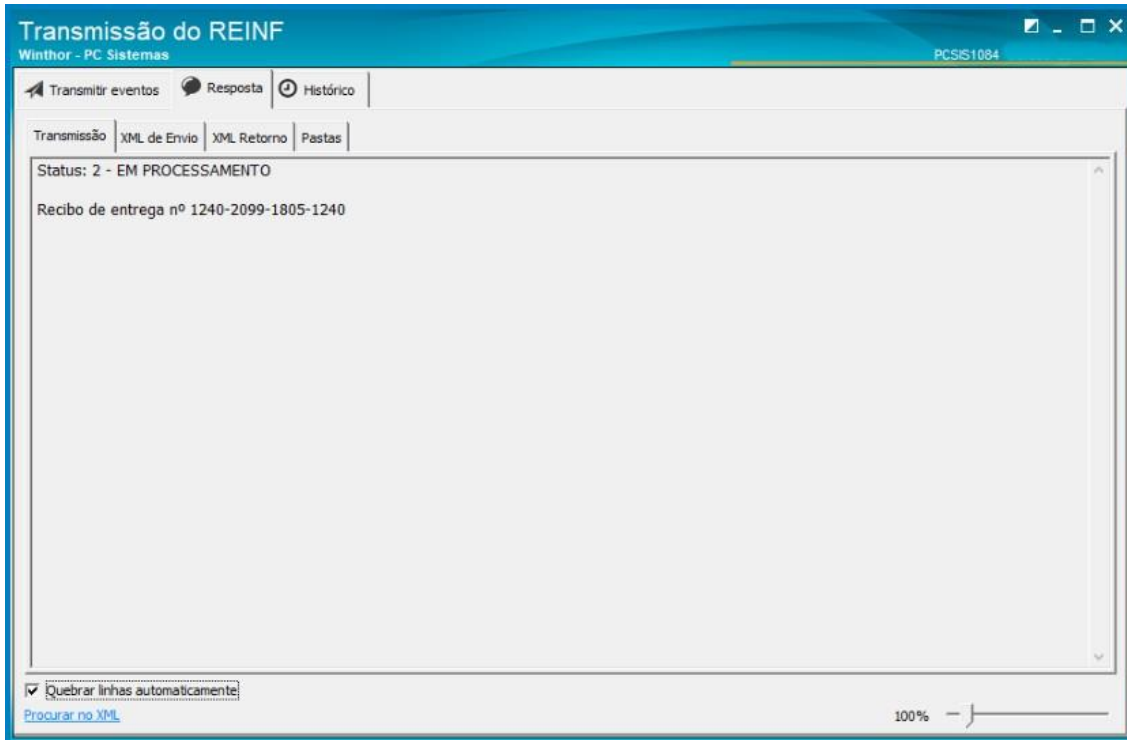 Transmissão do REINF
Winthor - PC Sistemas
PCSIS1084
Transmitir eventos Resposta Histórico
Transmissão XML de Envio XML Retorno Pastas
Status: 2 - EM PROCESSAMENTO
Recibo de entrega nº 1240-2099-1805-1240
Quebrar linhas automaticamente
Procurar no XML
100%